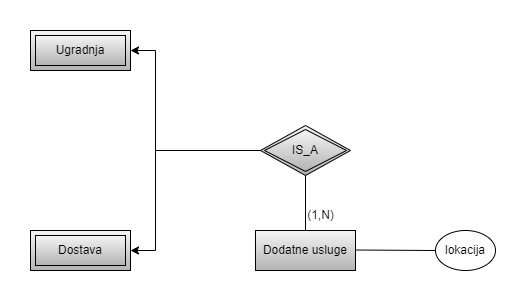 Ugradnja
IS_A
(1,N)
Dostava
Dodatne usluge
lokacija